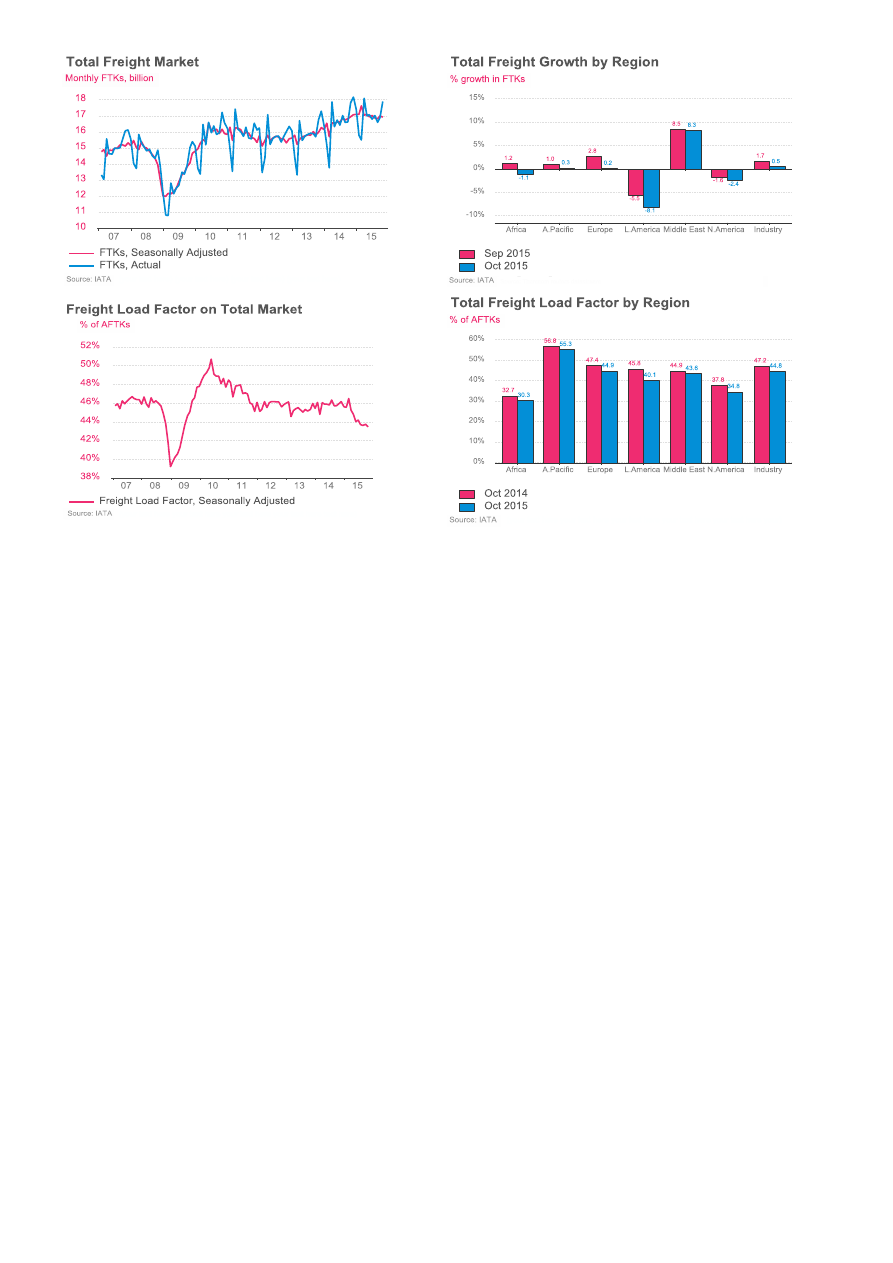 Total Freight Market
Monthly FTKs, billion
18
17
16
15
14
13
12
11
10
07 08 09 10 11 12 13 14 15
FTKs, Seasonally Adjusted
FTKs, Actual
Source: IATA
Total Freight Growth by Region
% growth in FTKs
15%
10%
5%
0%
-5%
-10%
1.2 -1.1 1.0 0.3 2.8 0.2 -5.5 -8.1 8.5 8.3 -1.6 -2.4 1.7 0.5
Africa A.Pacific Europe L.America Middle East N.America Industry
Sep 2015
Oct 2015
Source: IATA
Freight Load Factor on Total Market
% of AFTKs
52%
50%
48%
46%
44%
42%
40%
38%
07 08 09 10 11 12 13 14 15
Freight Load Factor, Seasonally Adjusted
Source: IATA
Total Freight Load Factor by Region
% of AFTKs
60%
50%
40%
30%
20%
10%
0%
32.7 30.3 56.8 55.3 47.4 44.9 45.8 40.1 44.9 43.6 37.8 34.6 47.2 44.8
Africa A.Pacific Europe L.America Middle East N.America Industry
Oct 2014
Oct 2015
Source: IATA